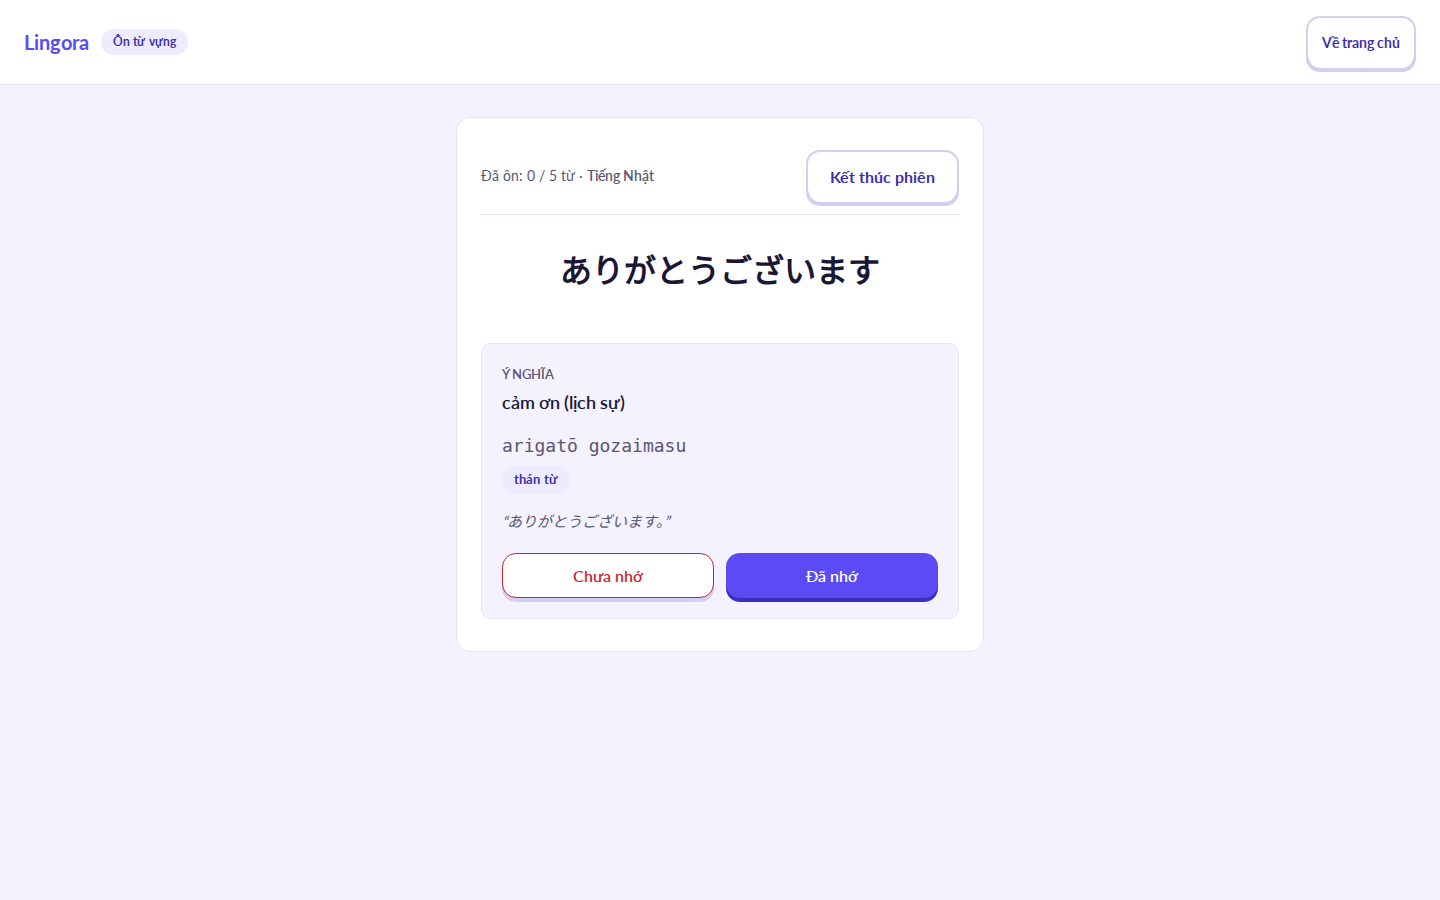 Lingora
Ôn từ vựng
Về trang chủ
Đã ôn: 0 / 5 từ · Tiếng Nhật
Kết thúc phiên
ありがとうございます
Ý NGHĨA
cảm ơn (lịch sự)
arigatō gozaimasu
thán từ
“ありがとうございます。”
Chưa nhớ
Đã nhớ